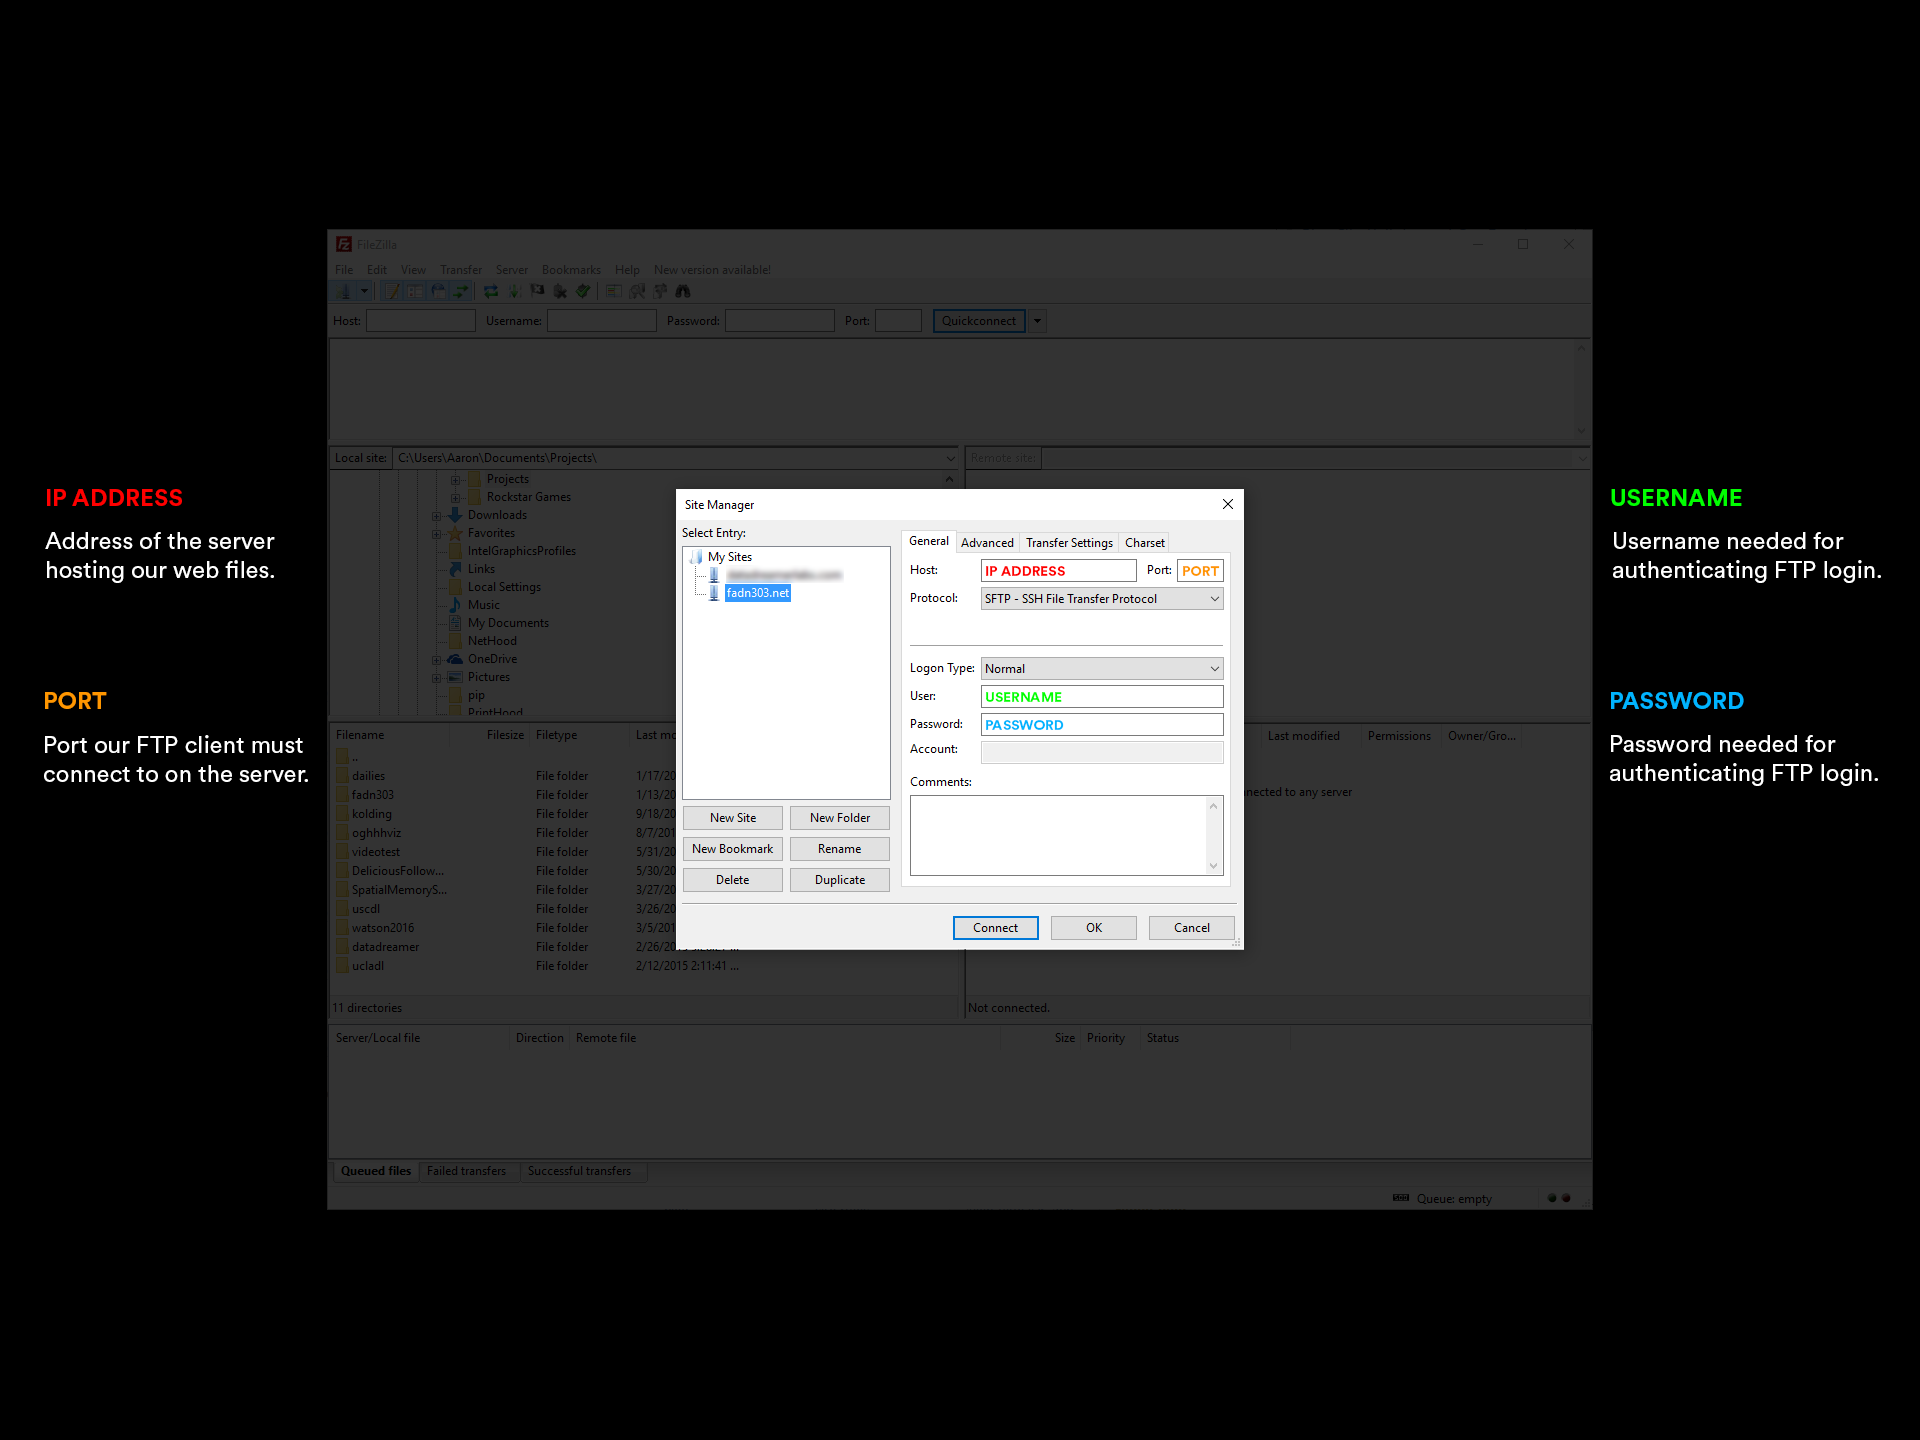 FileZilla
File Edit View Transfer Server Bookmarks Help New version available!
Host: Username: Password: Port: Quickconnect
Local site: C:\Users\Aaron\Documents\Projects\
Remote site:
Projects
Rockstar Games
Downloads
Favorites
IntelGraphicsProfiles
Links
Local Settings
Music
My Documents
NetHood
OneDrive
Pictures
pip
PrintHood
IP ADDRESS
Address of the server
hosting our web files.
PORT
Port our FTP client must
connect to on the server.
Site Manager
Select Entry:
My Sites
fadn303.net
New Site New Folder
New Bookmark Rename
Delete Duplicate
General Advanced Transfer Settings Charset
Host: IP ADDRESS Port: PORT
Protocol: SFTP - SSH File Transfer Protocol
Logon Type: Normal
User: USERNAME
Password: PASSWORD
Account:
Comments:
Connect OK Cancel
USERNAME
Username needed for
authenticating FTP login.
PASSWORD
Password needed for
authenticating FTP login.
Filename Filesize Filetype Last mo
..
dailies File folder 1/17/20
fadn303 File folder 1/13/20
kolding File folder 9/18/20
oghhhviz File folder 8/7/201
videotest File folder 5/31/20
DeliciousFollow... File folder 5/30/20
SpatialMemoryS... File folder 3/27/20
uscdl File folder 3/26/20
watson2016 File folder 3/5/201
datadreamer File folder 2/26/20
ucladl File folder 2/12/2015 2:11:41 ...
11 directories
Last modified Permissions Owner/Gro...
nected to any server
Not connected.
Server/Local file Direction Remote file Size Priority Status
Queued files Failed transfers Successful transfers
Queue: empty